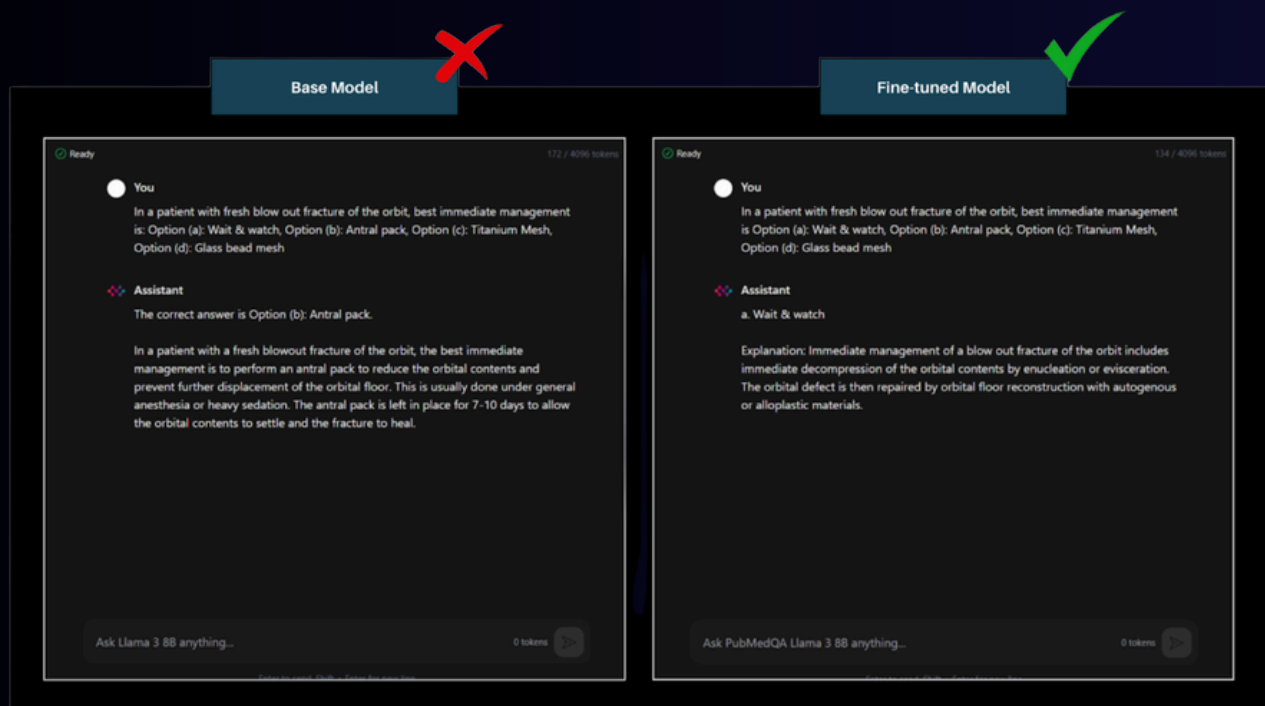 Base Model
Fine-tuned Model
Ready
172 / 4096 tokens
You
In a patient with fresh blow out fracture of the orbit, best immediate management
is: Option (a): Wait & watch, Option (b): Antral pack, Option (c): Titanium Mesh,
Option (d): Glass bead mesh
Assistant
The correct answer is Option (b): Antral pack.
In a patient with a fresh blowout fracture of the orbit, the best immediate
management is to perform an antral pack to reduce the orbital contents and
prevent further displacement of the orbital floor. This is usually done under general
anesthesia or heavy sedation. The antral pack is left in place for 7-10 days to allow
the orbital contents to settle and the fracture to heal.
Ask Llama 3 8B anything...
0 tokens
Ready
134 / 4096 tokens
You
In a patient with fresh blow out fracture of the orbit, best immediate management
is Option (a): Wait & watch, Option (b): Antral pack, Option (c): Titanium Mesh,
Option (d): Glass bead mesh
Assistant
a. Wait & watch
Explanation: Immediate management of a blow out fracture of the orbit includes
immediate decompression of the orbital contents by enucleation or evisceration.
The orbital defect is then repaired by orbital floor reconstruction with autogenous
or alloplastic materials.
Ask PubMedQA Llama 3 8B anything...
0 tokens